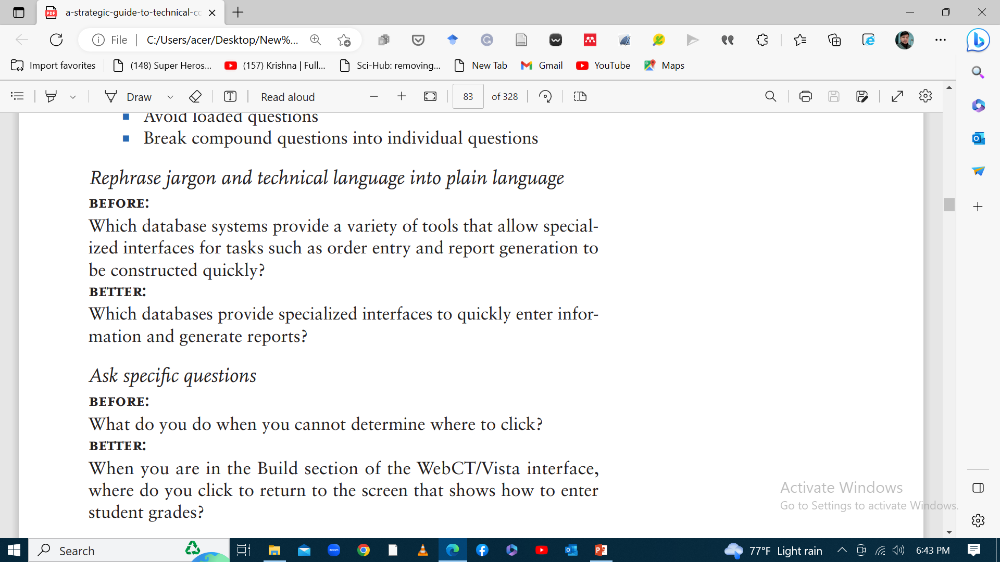 a-strategic-guide-to-technical-cc
File
C:/Users/acer/Desktop/New%...
Import favorites
(148) Super Heros...
(157) Krishna | Full...
Sci-Hub: removing...
New Tab
Gmail
YouTube
Maps
Draw
Read aloud
83
of 328
Avoid loaded questions
Break compound questions into individual questions
Rephrase jargon and technical language into plain language
BEFORE:
Which database systems provide a variety of tools that allow special-
ized interfaces for tasks such as order entry and report generation to
be constructed quickly?
BETTER:
Which databases provide specialized interfaces to quickly enter infor-
mation and generate reports?
Ask specific questions
BEFORE:
What do you do when you cannot determine where to click?
BETTER:
When you are in the Build section of the WebCT/Vista interface,
where do you click to return to the screen that shows how to enter
student grades?
Activate Windows
Go to Settings to activate Windows.
Search
zoom
77°F Light rain
6:43 PM